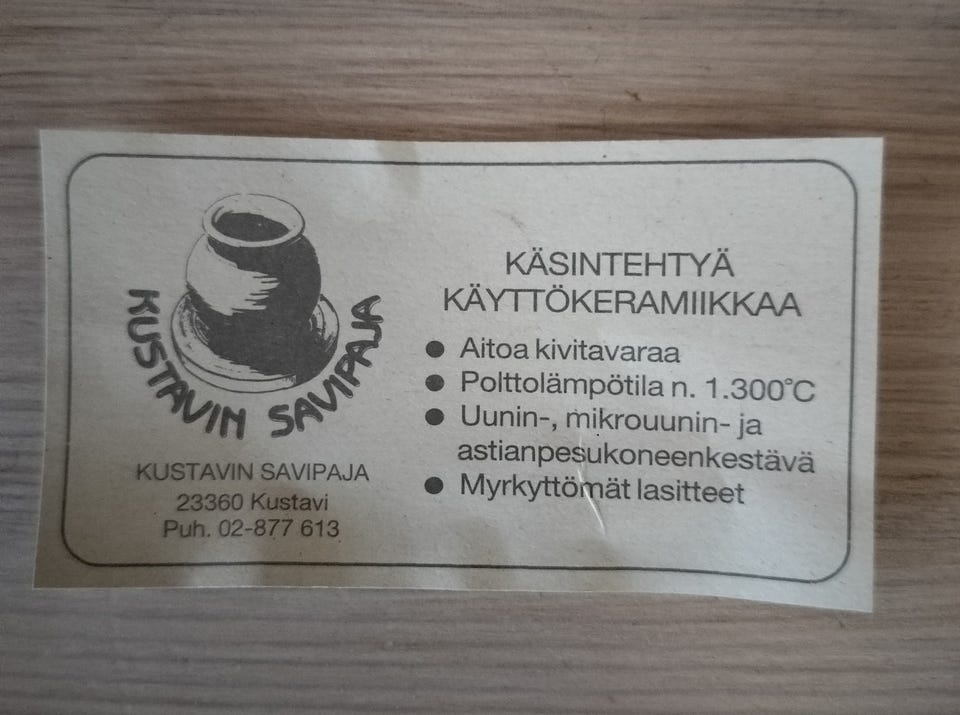 KUSTAVIN SAVIPAJA
KUSTAVIN SAVIPAJA
23360 Kustavi
Puh. 02-877 613
KÄSINTEHTYÄ
KÄYTTÖKERAMIIKKAA
● Aitoa kivitavaraa
● Polttolämpötila n. 1.300°C
● Uunin-, mikrouunin- ja
astianpesukoneenkestävä
● Myrkyttömät lasitteet